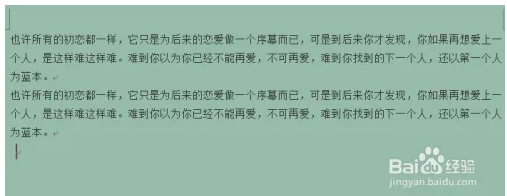 也许所有的初恋都一样，它只是为后来的恋爱做一个序幕而已，可是到后来你才发现，你如果再想爱上一
个人，是这样难这样难。难到你以为你已经不能再爱，不可再爱，难到你找到的下一个人，还以第一个人
为蓝本。
也许所有的初恋都一样，它只是为后来的恋爱做一个序幕而已，可是到后来你才发现，你如果再想爱上一
个人，是这样难这样难。难到你以为你已经不能再爱，不可再爱，难到你找到的下一个人，还以第一个人
为蓝本。
Baidu经验
jingyan.baidu.com